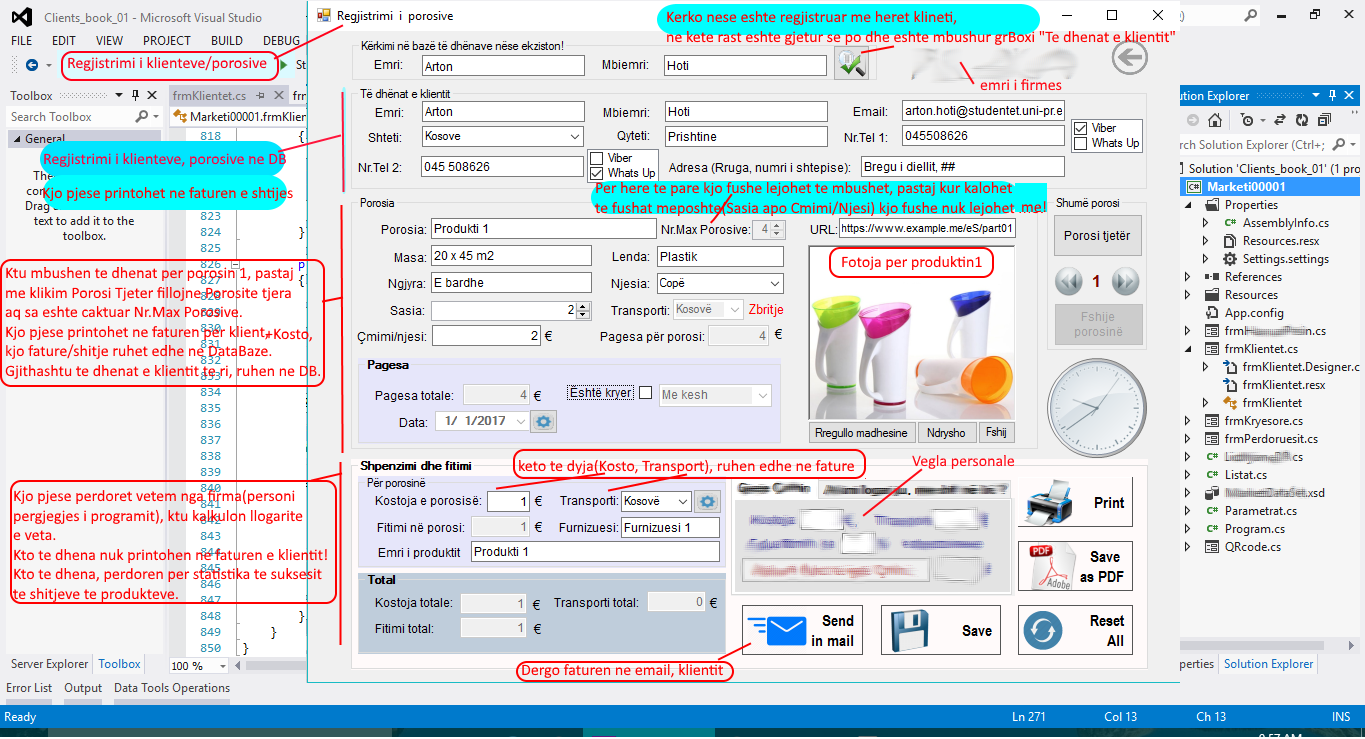 Clients_book_01 - Microsoft Visual Studio
FILE EDIT VIEW PROJECT BUILD DEBUG
Regjistrimi i klienteve/porosive
St
Toolbox
Search Toolbox
General
The
con
Drag a
text to add it to the
toolbox.
Regjistrimi i klienteve, porosive ne DB
Kjo pjese printohet ne faturen e shtijes
frmKlientet.cs
Marketi00001.frmKlien
818
823
824
825
826
827
828
829
830
831
832
833
834
835
836
837
838
839
840
841
842
843
844
845
846
847
848
849
850
100 %
Ktu mbushen te dhenat per porosin 1, pastaj
me klikim Porosi Tjeter fillojne Porosite tjera
aq sa eshte caktuar Nr.Max Porosive.
Kjo pjese printohet ne faturen per klient,+Kosto,
kjo fature/shitje ruhet edhe ne DataBaze.
Gjithashtu te dhenat e klientit te ri, ruhen ne DB.
Kjo pjese perdoret vetem nga firma(personi
pergjegjes i programit), ktu kalkulon llogarite
e veta.
Kto te dhena nuk printohen ne faturen e klientit!
Kto te dhena, perdoren per statistika te suksesit
te shitjeve te produkteve.
Server Explorer Toolbox
Error List Output Data Tools Operations
Ready
Regjistrimi i porosive
Kerko nese eshte regjistruar me heret klineti,
ne kete rast eshte gjetur se po dhe eshte mbushur grBoxi "Te dhenat e klientit"
Kërkimi në bazë të dhënave nëse ekziston!
Emri: Arton Mbiemri: Hoti
emri i firmes
Të dhënat e klientit
Emri: Arton Mbiemri: Hoti Email: arton.hoti@studentet.uni-pr.e
Shteti: Kosove Qyteti: Prishtine Nr.Tel 1: 045508626 Viber
Whats Up
Nr.Tel 2: 045 508626 Viber
Whats Up
Adresa (Rruga, numri i shtepise): Bregu i diellit, ##
Per here te pare kjo fushe lejohet te mbushet, pastaj kur kalohet
te fushat meposhte(Sasia apo Cmimi/Njesi) kjo fushe nuk lejohet me!
Porosia
Porosia: Produkti 1 Nr.Max Porosive: 4 URL: https://www.example.me/eS/part01
Masa: 20 x 45 m2 Lenda: Plastik
Ngjyra: E bardhe Njesia: Copë
Sasia: 2 Transporti: Kosovë Zbritje
Çmimi/njesi: 2 € Pagesa për porosi: 4 €
Fotoja per produktin1
Rregullo madhesine Ndrysho Fshij
Shumë porosi
Porosi tjetër
1
Fshije
porosinë
Pagesa
Pagesa totale: 4 € Eshtë kryer Me kesh
Data: 1/ 1/2017
Shpenzimi dhe fitimi
keto te dyja(Kosto, Transport), ruhen edhe ne fature
Vegla personale
Për porosinë
Kostoja e porosisë: 1 € Transporti: Kosovë
Fitimi në porosi: 1 € Furnizuesi: Furnizuesi 1
Emri i produktit Produkti 1
Total
Kostoja totale: 1 € Transporti total: 0 €
Fitimi total: 1 €
Print
PDF
Adobe
Save
as PDF
Send
in mail
Save
Reset
All
Dergo faturen ne email, klientit
Solution Explorer
rch Solution Explorer (Ctrl+;
Solution 'Clients_book_01' (1 pro
Marketi00001
Properties
AssemblyInfo.cs
Resources.resx
Settings.settings
References
Resources
App.config
frmKlientet.cs
frmKlientet.Designer.c
frmKlientet.resx
frmKlientet
frmKryesore.cs
frmPerdoruesit.cs
Listat.cs
Parametrat.cs
Program.cs
QRcode.cs
perties Solution Explorer
Ln 271 Col 13 Ch 13 INS